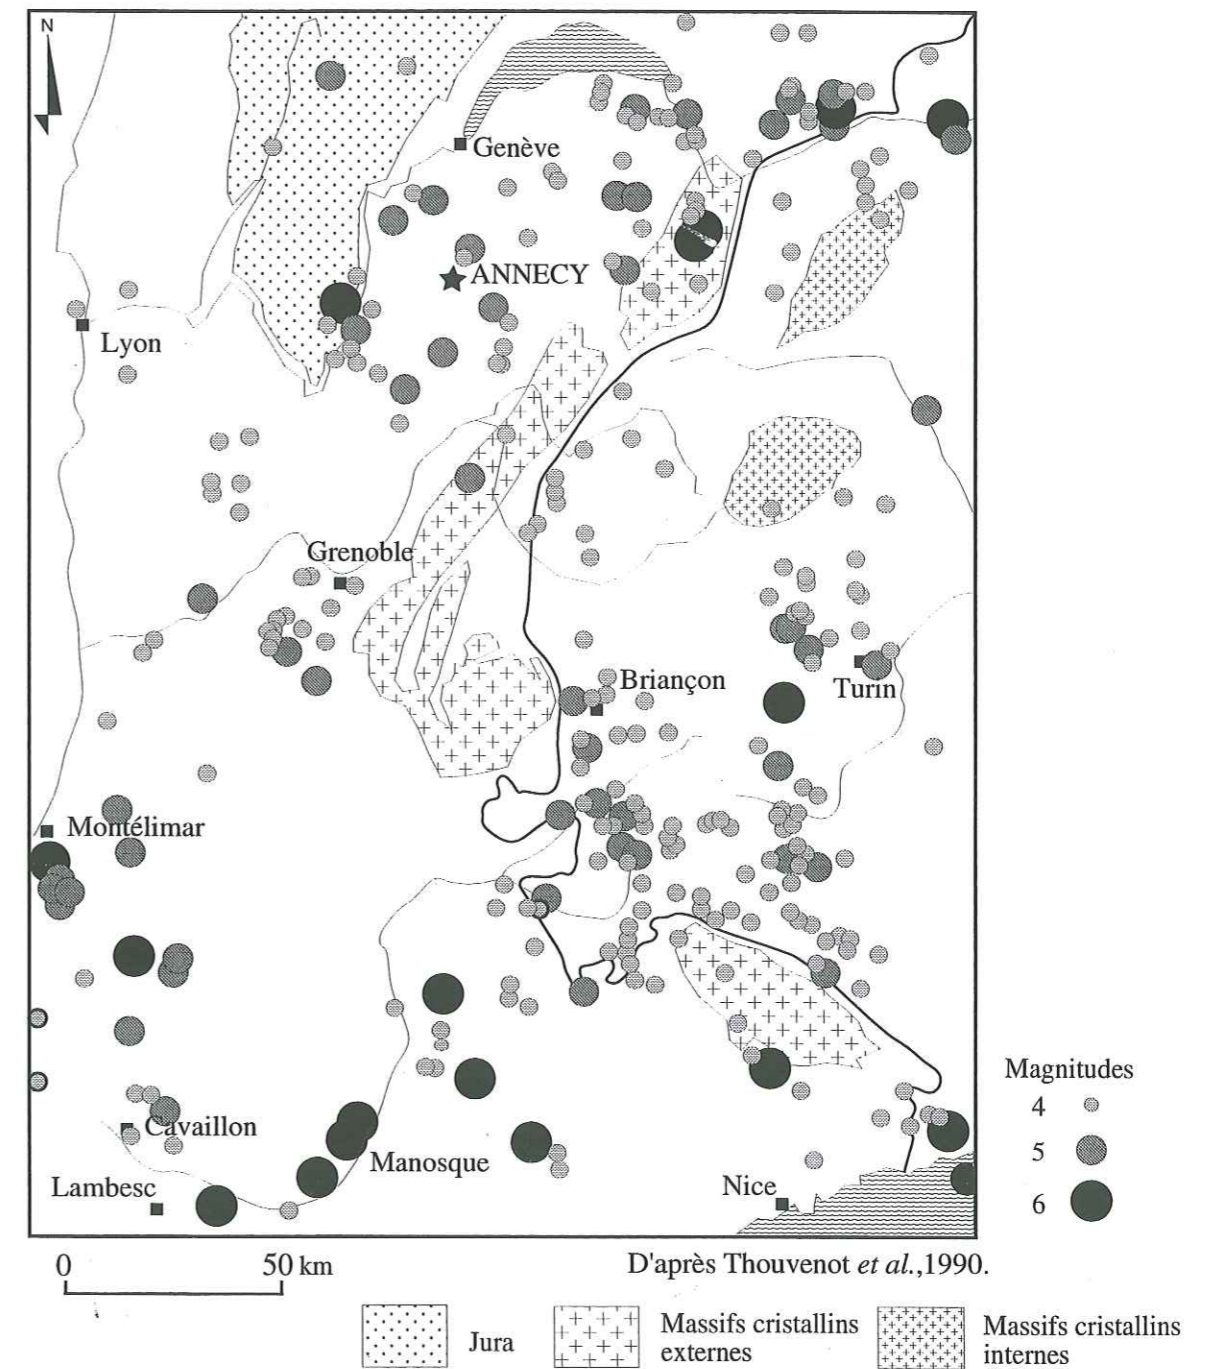 N
Genève
ANNECY
Lyon
Grenoble
Briançon
Turin
Montélimar
Cavaillon
Manosque
Lambesc
Nice
Magnitudes
4
5
6
0 50 km
D'après Thouvenot et al.,1990.
Jura
Massifs cristallins
externes
Massifs cristallins
internes